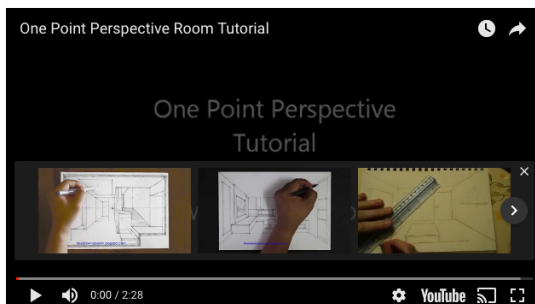 One Point Perspective Room Tutorial
One Point Perspective
Tutorial
0:00 / 2:28
YouTube